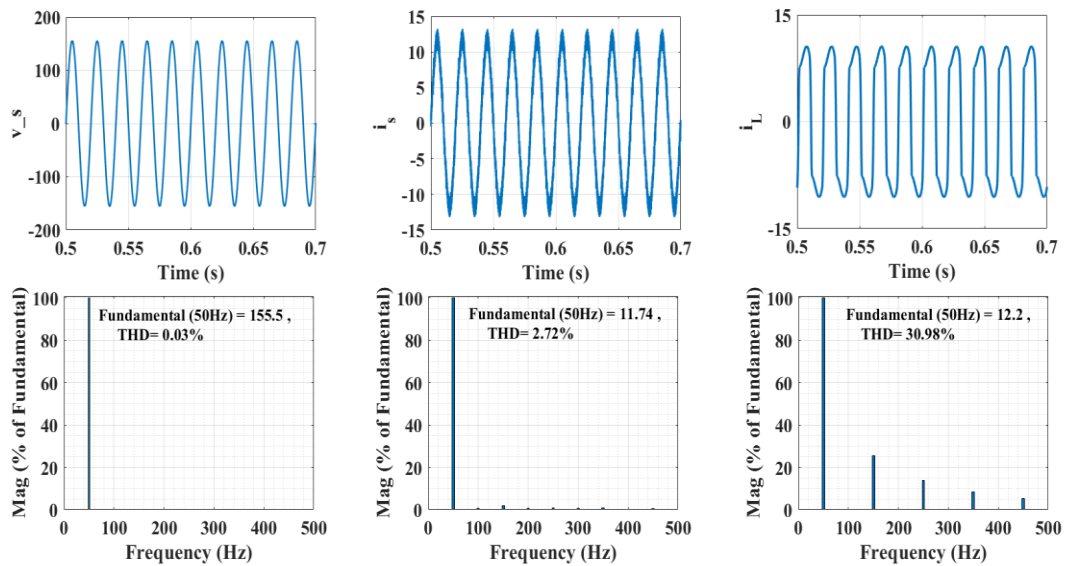 200
100
0
-100
-200
v_s
0.5 0.55 0.6 0.65 0.7
Time (s)
15
10
5
0
-5
-10
-15
i_s
0.5 0.55 0.6 0.65 0.7
Time (s)
15
0
-15
i_L
0.5 0.55 0.6 0.65 0.7
Time (s)
100
80
60
40
20
0
Mag (% of Fundamental)
Fundamental (50Hz) = 155.5 ,
THD= 0.03%
0 100 200 300 400 500
Frequency (Hz)
100
80
60
40
20
0
Mag (% of Fundamental)
Fundamental (50Hz) = 11.74 ,
THD= 2.72%
0 100 200 300 400 500
Frequency (Hz)
100
80
60
40
20
0
Mag (% of Fundamental)
Fundamental (50Hz) = 12.2 ,
THD= 30.98%
0 100 200 300 400 500
Frequency (Hz)